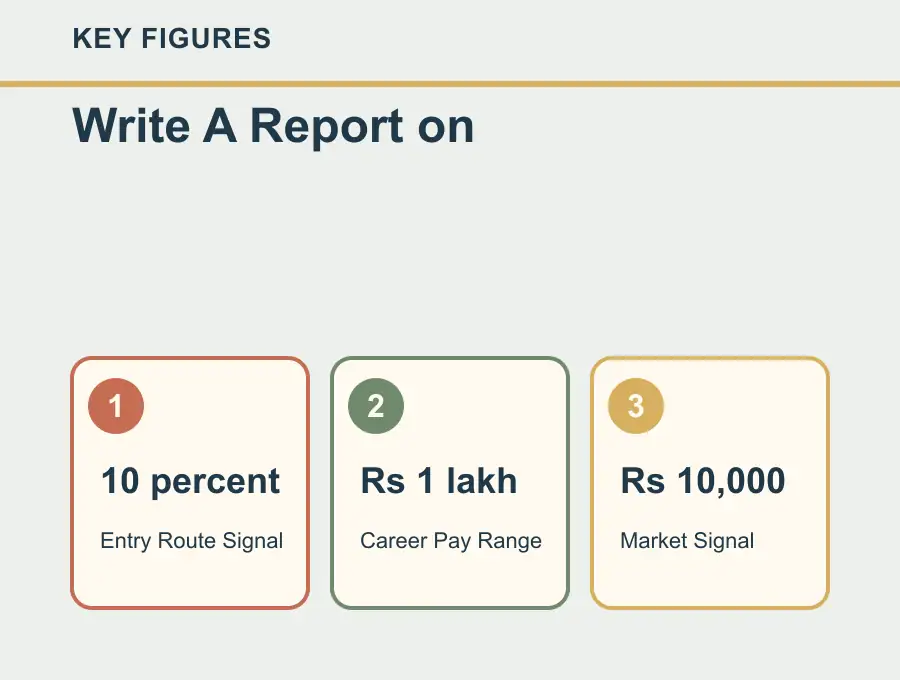 KEY FIGURES
Write A Report on
1
10 percent
Entry Route Signal
2
Rs 1 lakh
Career Pay Range
3
Rs 10,000
Market Signal